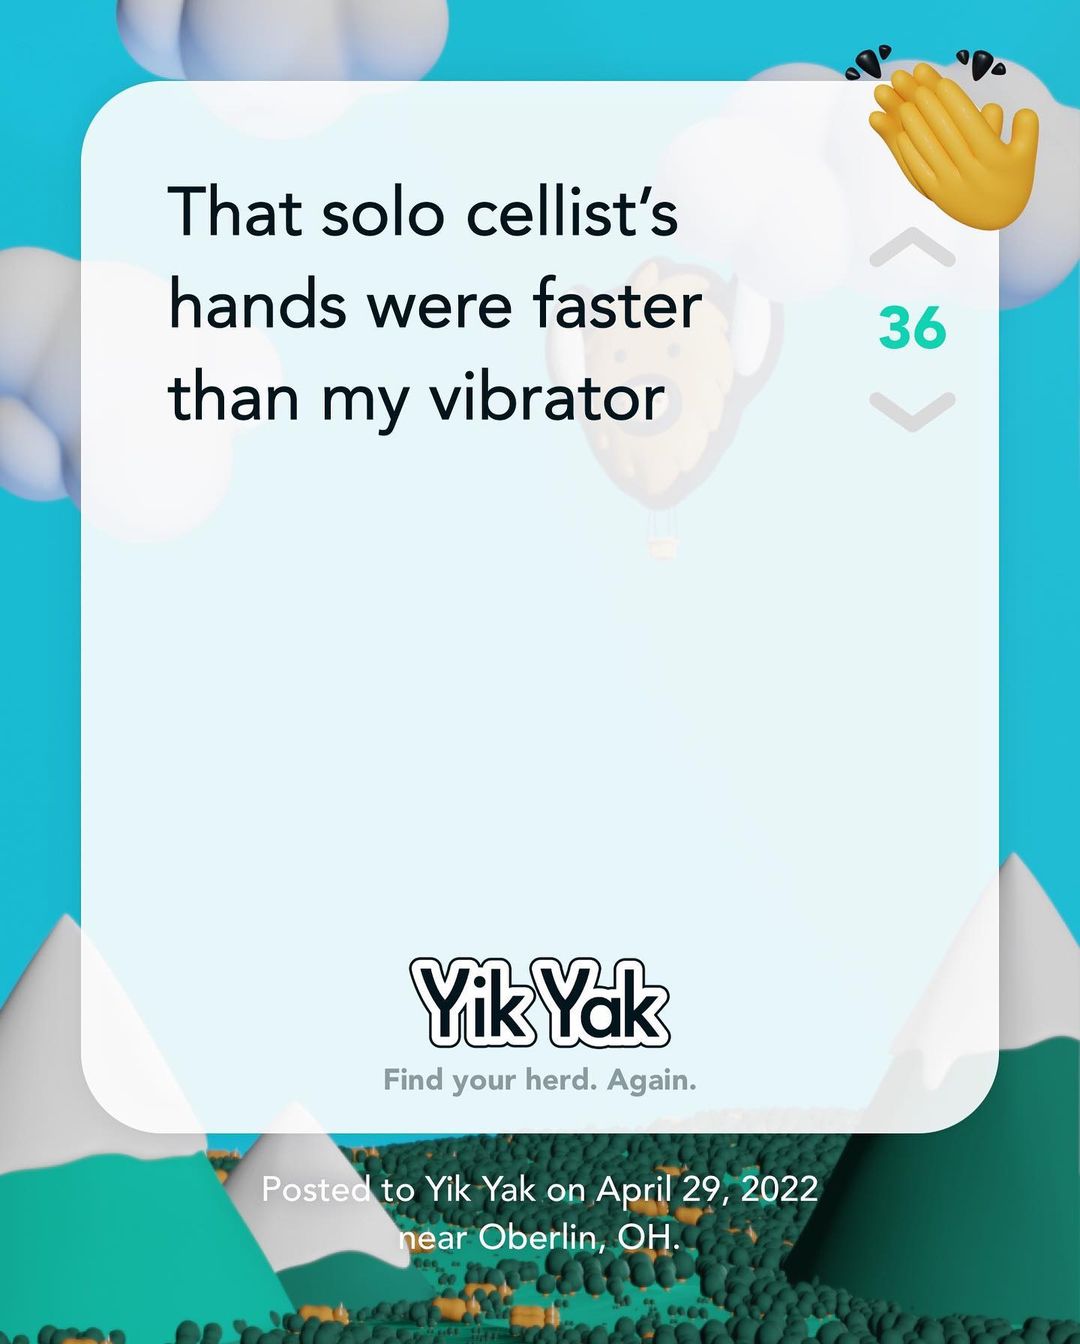 That solo cellist’s
hands were faster
than my vibrator
36
Yik Yak
Find your herd. Again.
Posted to Yik Yak on April 29, 2022
near Oberlin, OH.